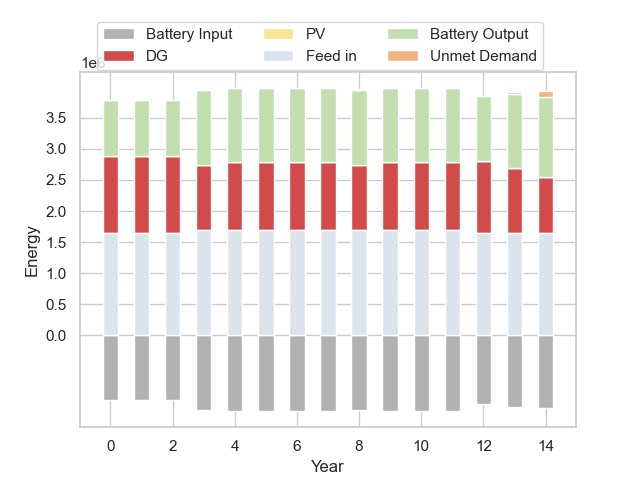 Battery Input PV Battery Output
DG Feed in Unmet Demand
1e6
3.5
3.0
2.5
2.0
1.5
1.0
0.5
0.0
Energy
0 2 4 6 8 10 12 14
Year